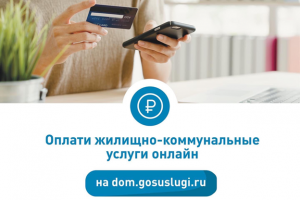 Оплати жилищно-коммунальные
услуги онлайн
на dom.gosuslugi.ru